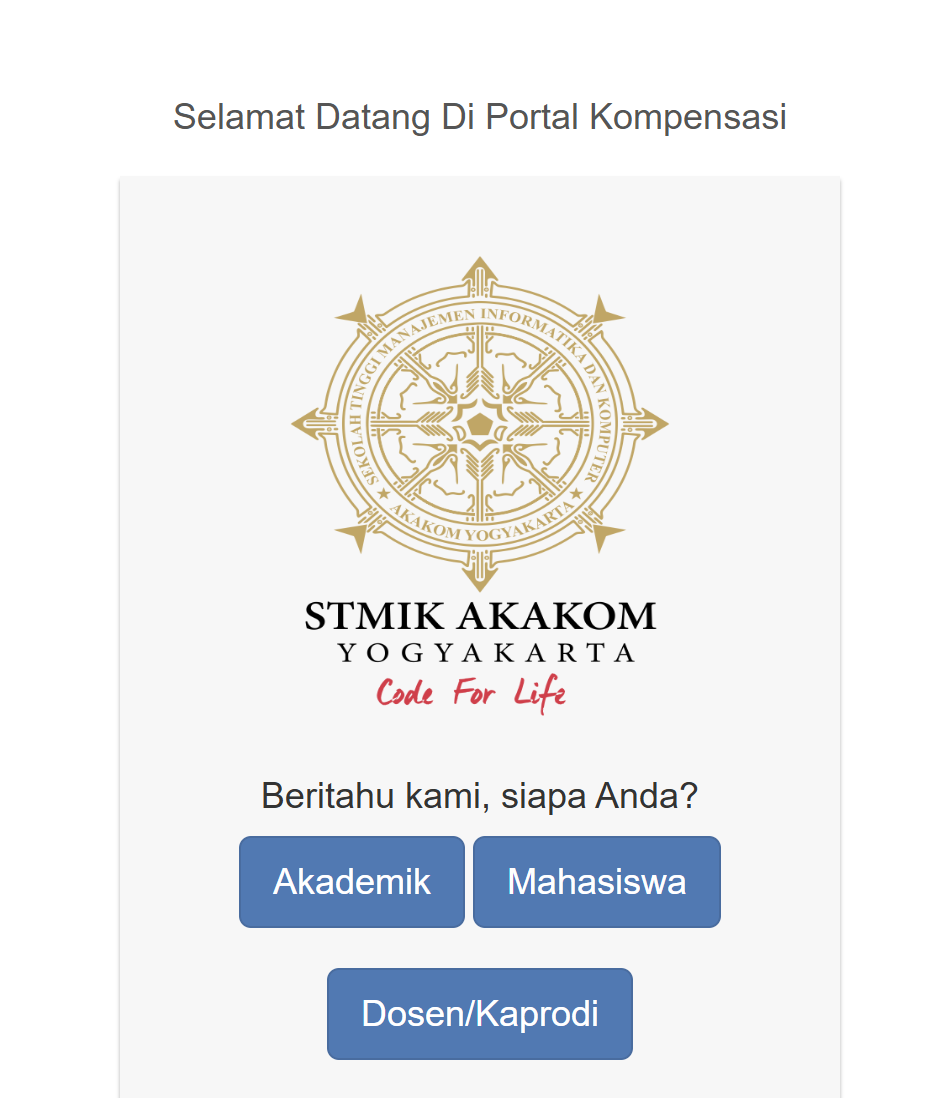 Selamat Datang Di Portal Kompensasi
SEKOLAH TINGGI MANAJEMEN INFORMATIKA DAN KOMPUTER
★ AKAKOM YOGYAKARTA ★
STMIK AKAKOM
YOGYAKARTA
Code For Life
Beritahu kami, siapa Anda?
Akademik Mahasiswa
Dosen/Kaprodi